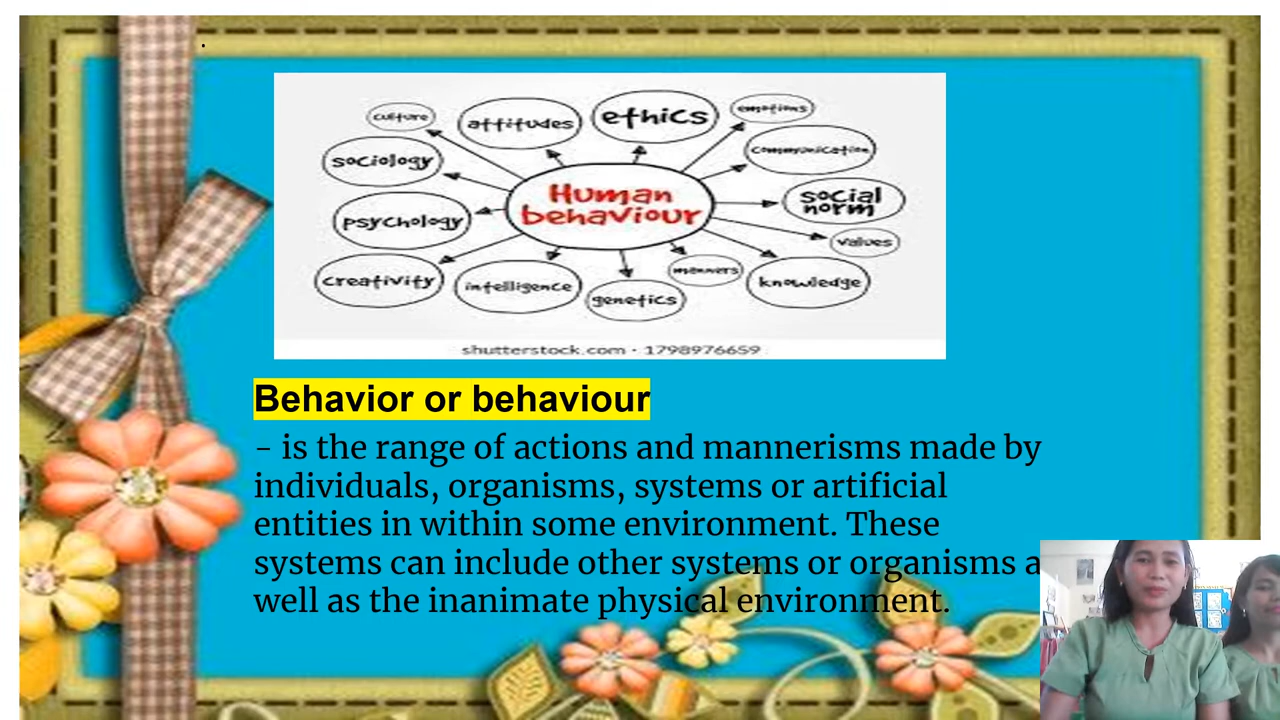 .
culture
attitudes
ethics
emotions
sociology
communication
Human
behaviour
social
norm
psychology
values
creativity
intelligence
genetics
manners
knowledge
shutterstock.com · 1798976659
Behavior or behaviour
- is the range of actions and mannerisms made by
individuals, organisms, systems or artificial
entities in within some environment. These
systems can include other systems or organisms a
well as the inanimate physical environment.